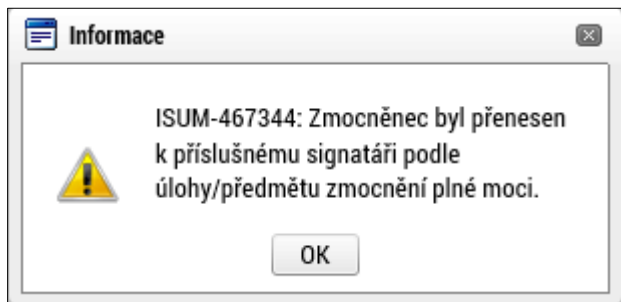 Informace
ISUM-467344: Zmocněnec byl přenesen
k příslušnému signatáři podle
úlohy/předmětu zmocnění plné moci.
OK